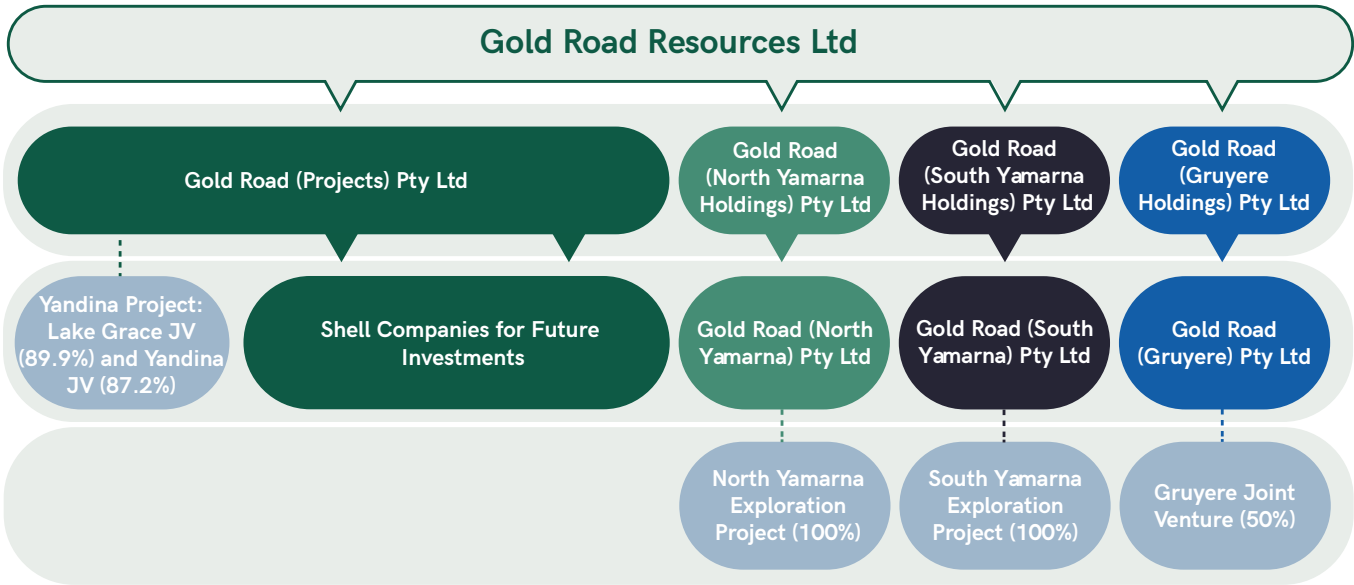 Gold Road Resources Ltd
Gold Road (Projects) Pty Ltd
Gold Road
(North Yamarna
Holdings) Pty Ltd
Gold Road
(South Yamarna
Holdings) Pty Ltd
Gold Road
(Gruyere
Holdings) Pty Ltd
Yandina Project:
Lake Grace JV
(89.9%) and Yandina
JV (87.2%)
Shell Companies for Future
Investments
Gold Road (North
Yamarna) Pty Ltd
Gold Road (South
Yamarna) Pty Ltd
Gold Road
(Gruyere) Pty Ltd
North Yamarna
Exploration
Project (100%)
South Yamarna
Exploration
Project (100%)
Gruyere Joint
Venture (50%)